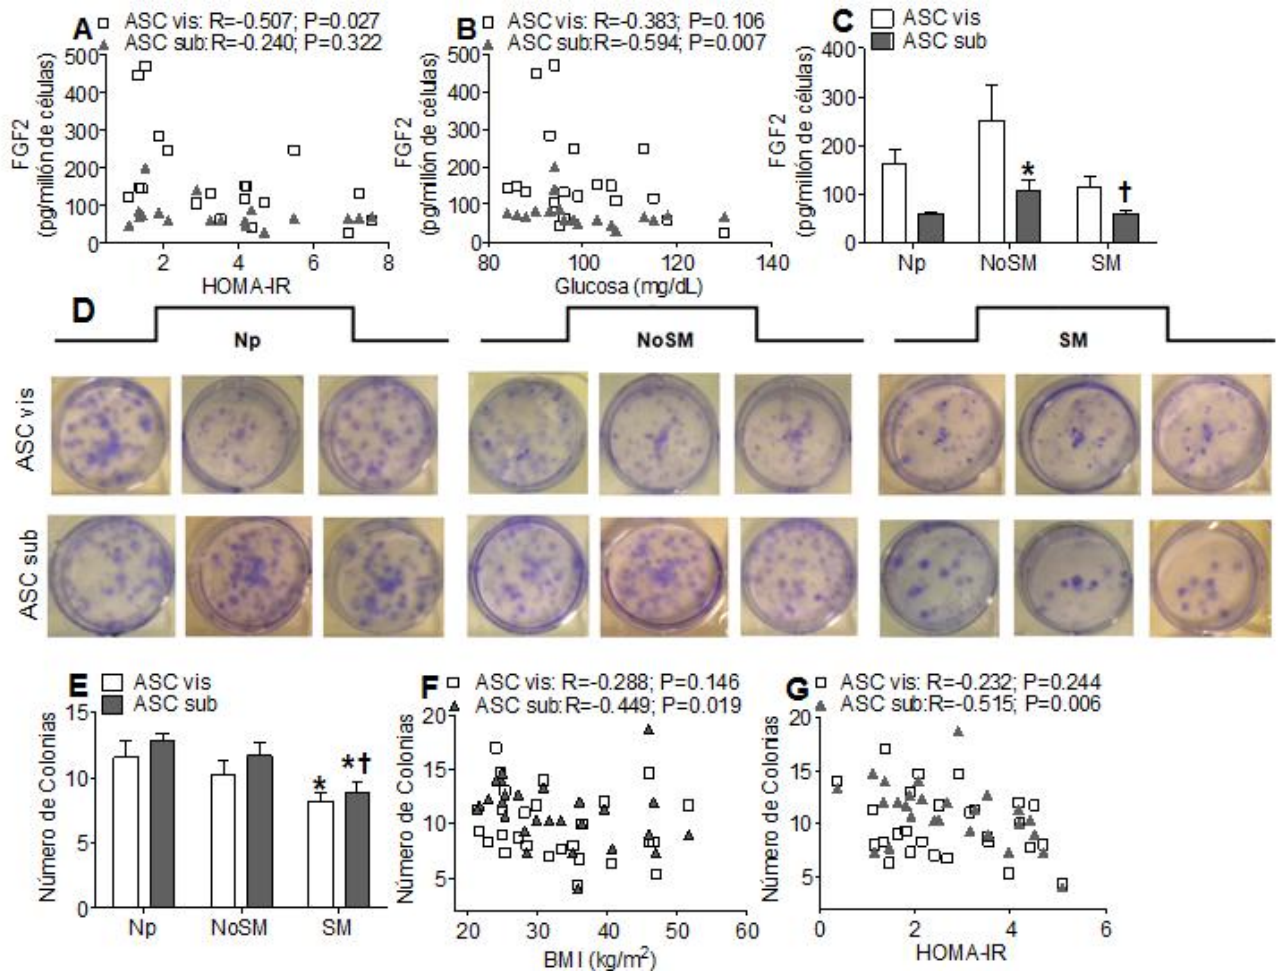 A
ASC vis: R=-0.507; P=0.027
ASC sub:R=-0.240; P=0.322
FGF2
(pg/millón de células)
500
400
300
200
100
0
2
4
6
8
HOMA-IR
B
ASC vis: R=-0.383; P=0.106
ASC sub:R=-0.594; P=0.007
FGF2
(pg/millón de células)
500
400
300
200
100
0
80
100
120
140
Glucosa (mg/dL)
C
ASC vis
ASC sub
FGF2
(pg/millón de células)
400
300
200
100
0
*
†
Np
NoSM
SM
D
Np
NoSM
SM
ASC vis
ASC sub
E
ASC vis
ASC sub
Número de Colonias
15
10
5
0
*
*†
Np
NoSM
SM
F
ASC vis: R=-0.288; P=0.146
ASC sub:R=-0.449; P=0.019
Número de Colonias
20
15
10
5
20
30
40
50
60
BMI (kg/m²)
G
ASC vis: R=-0.232; P=0.244
ASC sub:R=-0.515; P=0.006
Número de Colonias
20
15
10
5
0
2
4
6
HOMA-IR